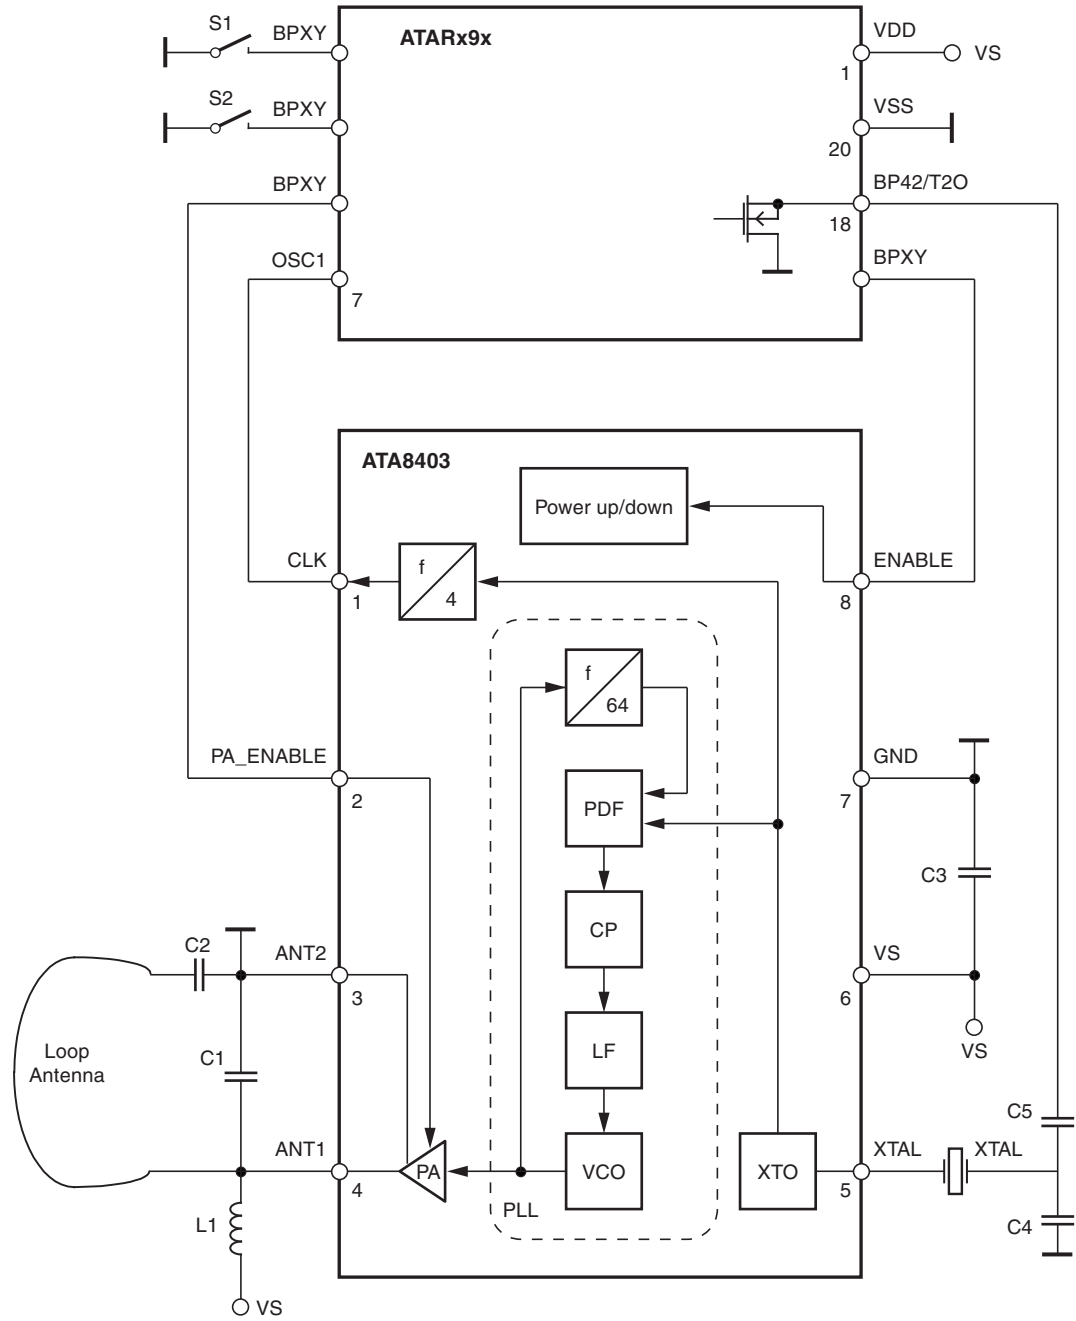 S1
BPXY
ATARx9x
VDD
1
VS
S2
BPXY
VSS
20
BPXY
BP42/T2O
18
OSC1
7
BPXY
ATA8403
Power up/down
CLK
1
f
4
ENABLE
8
f
64
PA_ENABLE
2
GND
7
PDF
C3
CP
C2
ANT2
3
VS
6
Loop
Antenna
C1
LF
VS
C5
ANT1
4
PA
VCO
XTO
XTAL
5
XTAL
PLL
L1
C4
VS